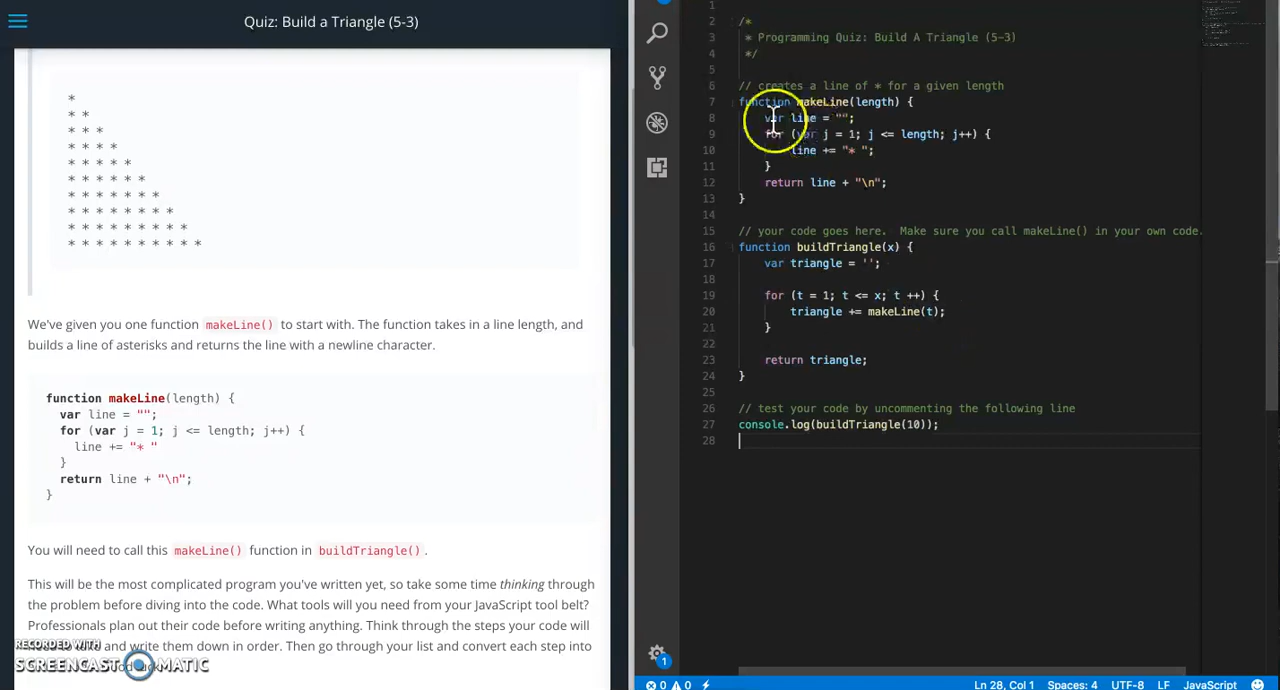 Quiz: Build a Triangle (5-3)
*
* *
* * *
* * * *
* * * * *
* * * * * *
* * * * * * *
* * * * * * * *
* * * * * * * * *
* * * * * * * * * *
We've given you one function makeLine() to start with. The function takes in a line length, and
builds a line of asterisks and returns the line with a newline character.
function makeLine(length) {
  var line = "";
  for (var j = 1; j <= length; j++) {
    line += "* "
  }
  return line + "\n";
}
You will need to call this makeLine() function in buildTriangle().
This will be the most complicated program you've written yet, so take some time thinking through
the problem before diving into the code. What tools will you need from your JavaScript tool belt?
Professionals plan out their code before writing anything. Think through the steps your code will
and write them down in order. Then go through your list and convert each step into
RECORDED WITH
SCREENCAST-O-MATIC
1
2 /*
3  * Programming Quiz: Build A Triangle (5-3)
4  */
5
6 // creates a line of * for a given length
7 function makeLine(length) {
8     var line = "";
9     for (var j = 1; j <= length; j++) {
10         line += "* ";
11     }
12     return line + "\n";
13 }
14
15 // your code goes here.  Make sure you call makeLine() in your own code.
16 function buildTriangle(x) {
17     var triangle = '';
18
19     for (t = 1; t <= x; t ++) {
20         triangle += makeLine(t);
21     }
22
23     return triangle;
24 }
25
26 // test your code by uncommenting the following line
27 console.log(buildTriangle(10));
28
1
0 0 Ln 28, Col 1 Spaces: 4 UTF-8 LF JavaScript